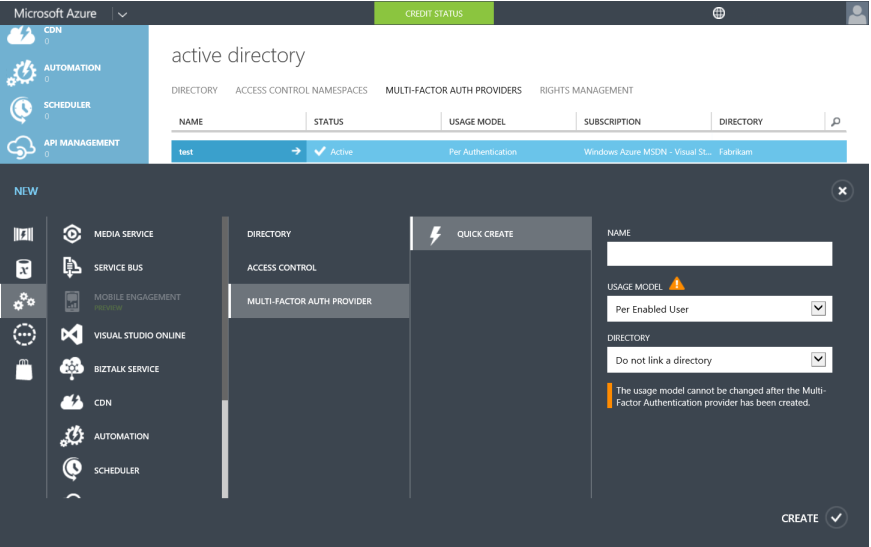 Microsoft Azure
CREDIT STATUS
CDN
0
AUTOMATION
0
SCHEDULER
0
API MANAGEMENT
0
active directory
DIRECTORY ACCESS CONTROL NAMESPACES MULTI-FACTOR AUTH PROVIDERS RIGHTS MANAGEMENT
NAME STATUS USAGE MODEL SUBSCRIPTION DIRECTORY
test Active Per Authentication Windows Azure MSDN - Visual St... Fabrikam
NEW
MEDIA SERVICE
SERVICE BUS
MOBILE ENGAGEMENT
PREVIEW
VISUAL STUDIO ONLINE
BIZTALK SERVICE
CDN
AUTOMATION
SCHEDULER
DIRECTORY
ACCESS CONTROL
MULTI-FACTOR AUTH PROVIDER
QUICK CREATE
NAME
USAGE MODEL
Per Enabled User
DIRECTORY
Do not link a directory
The usage model cannot be changed after the Multi-
Factor Authentication provider has been created.
CREATE